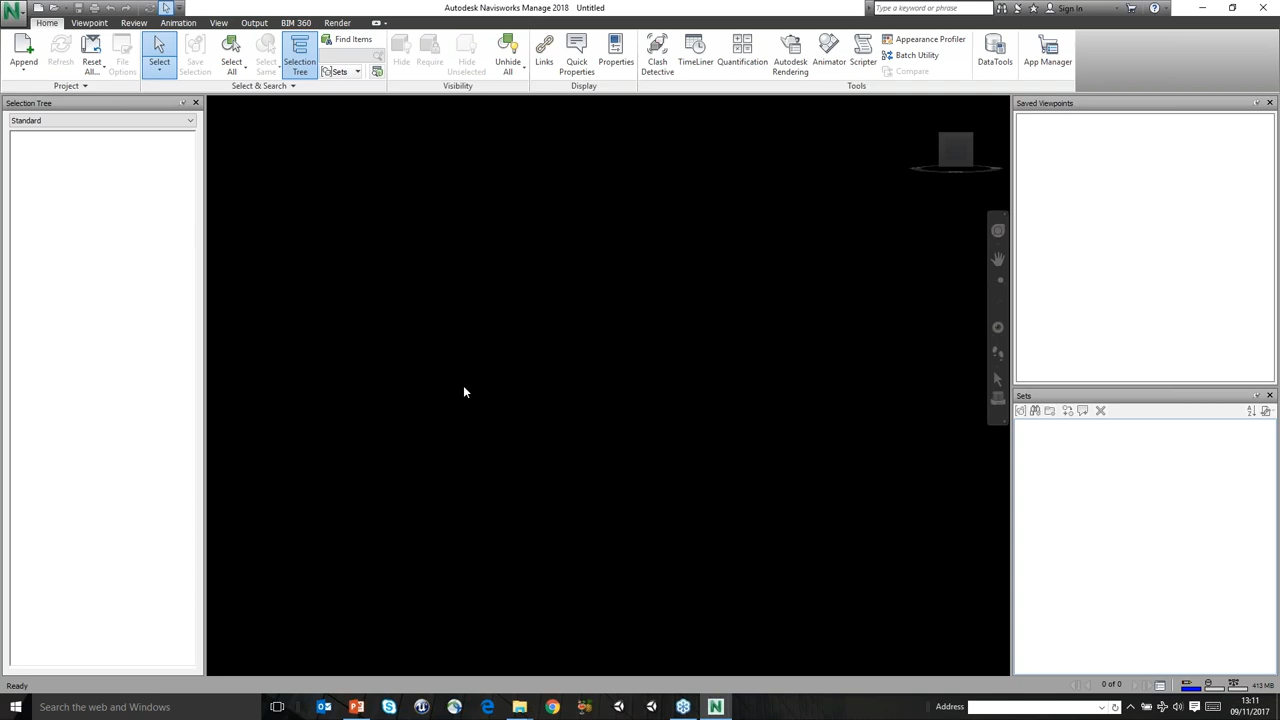 Autodesk Navisworks Manage 2018 Untitled
Type a keyword or phrase
Sign In
Home Viewpoint Review Animation View Output BIM 360 Render
Append
Refresh
Reset All...
File Options
Project
Select
Save Selection
Select All
Select Same
Selection Tree
Find Items
Sets
Select & Search
Hide
Require
Hide Unselected
Unhide All
Visibility
Links
Quick Properties
Properties
Display
Clash Detective
TimeLiner
Quantification
Autodesk Rendering
Animator
Scripter
Appearance Profiler
Batch Utility
Compare
Tools
DataTools
App Manager
Selection Tree
Standard
Saved Viewpoints
Sets
Ready
0 of 0
413 MB
Search the web and Windows
Address
13:11
09/11/2017